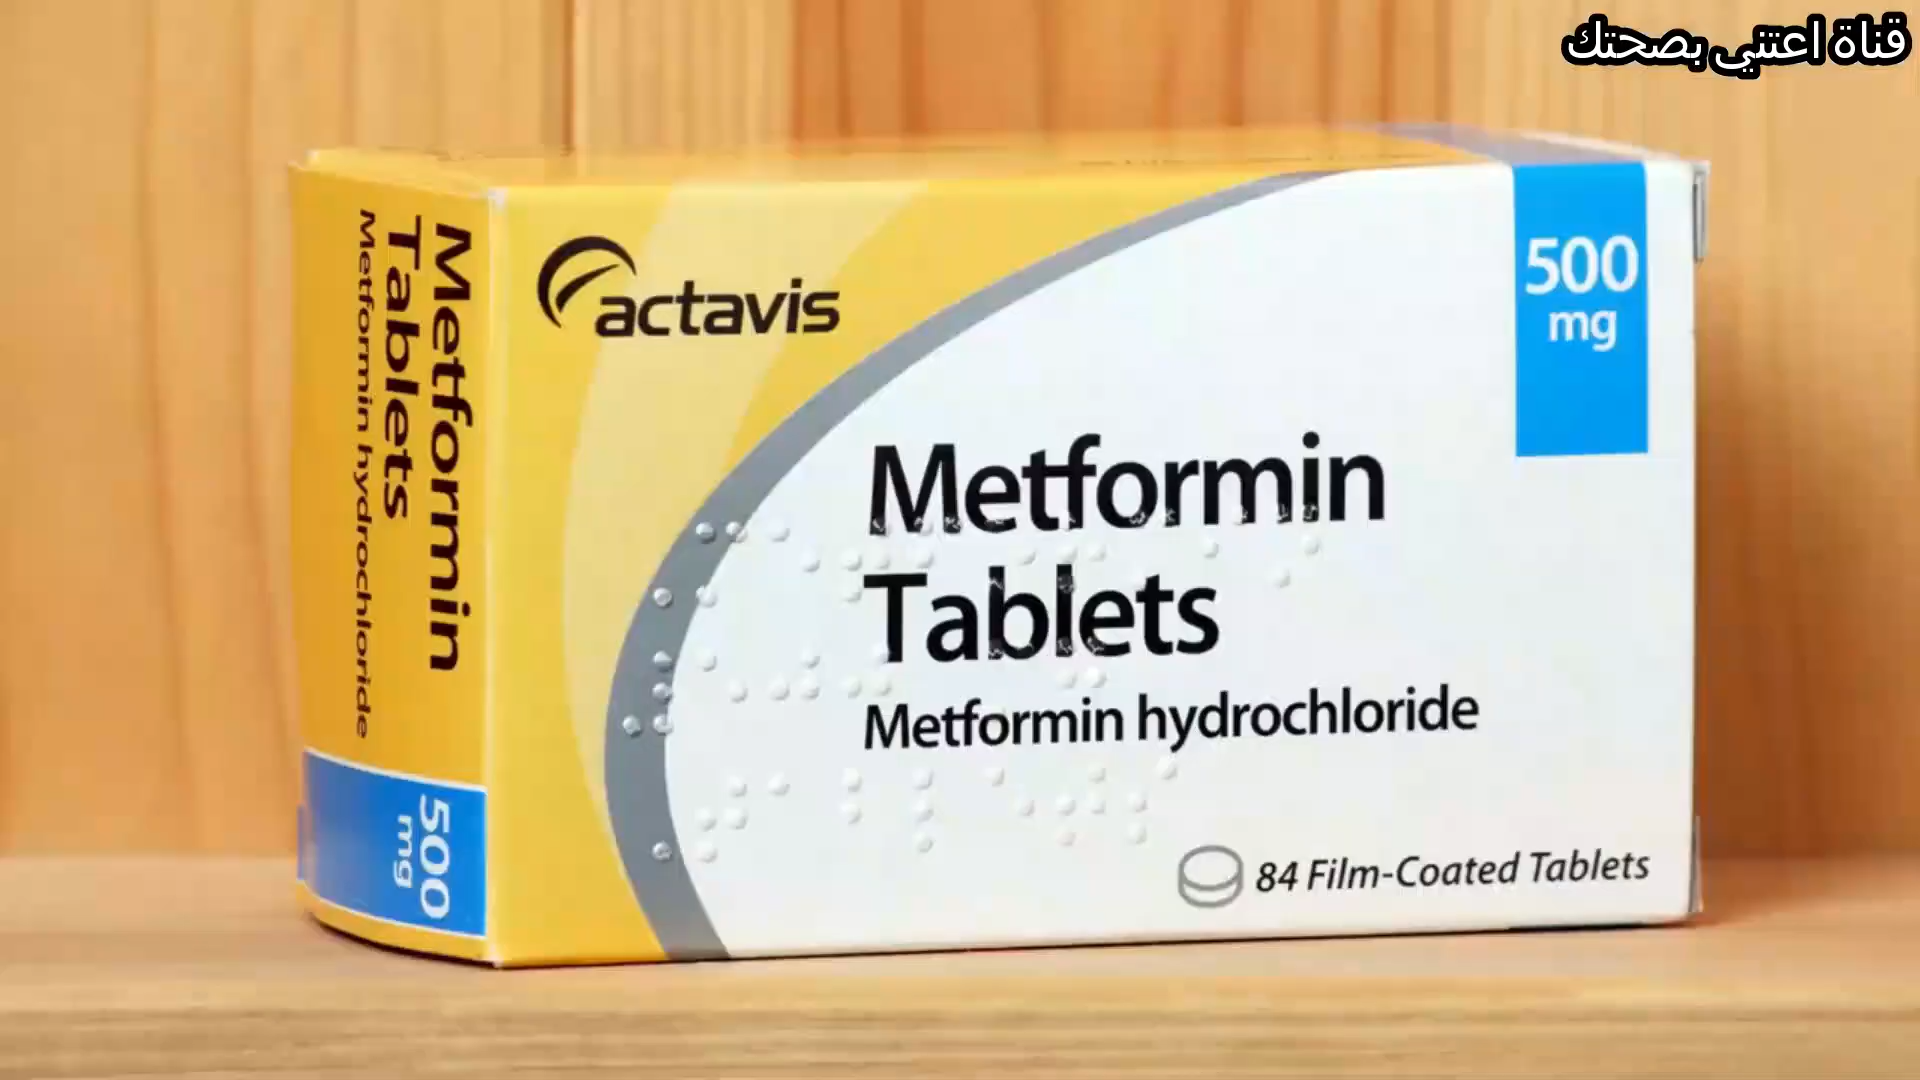 قناة اعتني بصحتك
Metformin
Tablets
Metformin hydrochloride
500
mg
actavis
500
mg
Metformin
Tablets
Metformin hydrochloride
84 Film-Coated Tablets